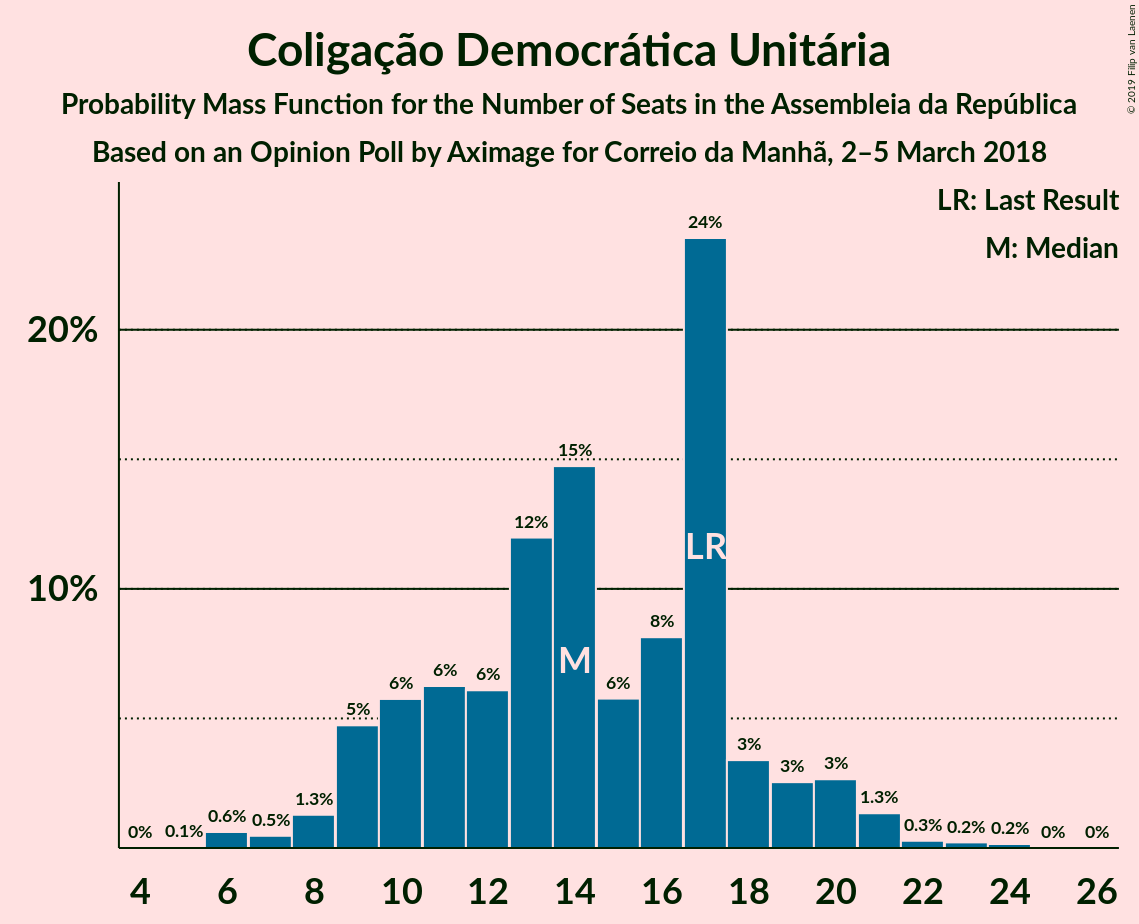 Coligação Democrática Unitária
Probability Mass Function for the Number of Seats in the Assembleia da República
Based on an Opinion Poll by Aximage for Correio da Manhã, 2–5 March 2018
© 2019 Filip van Laenen
LR: Last Result
M: Median
20%
10%
0% 0.1% 0.6% 0.5% 1.3% 5% 6% 6% 6% 12% 15% 6% 8% 24% 3% 3% 3% 1.3% 0.3% 0.2% 0.2% 0% 0%
M
LR
4 6 8 10 12 14 16 18 20 22 24 26